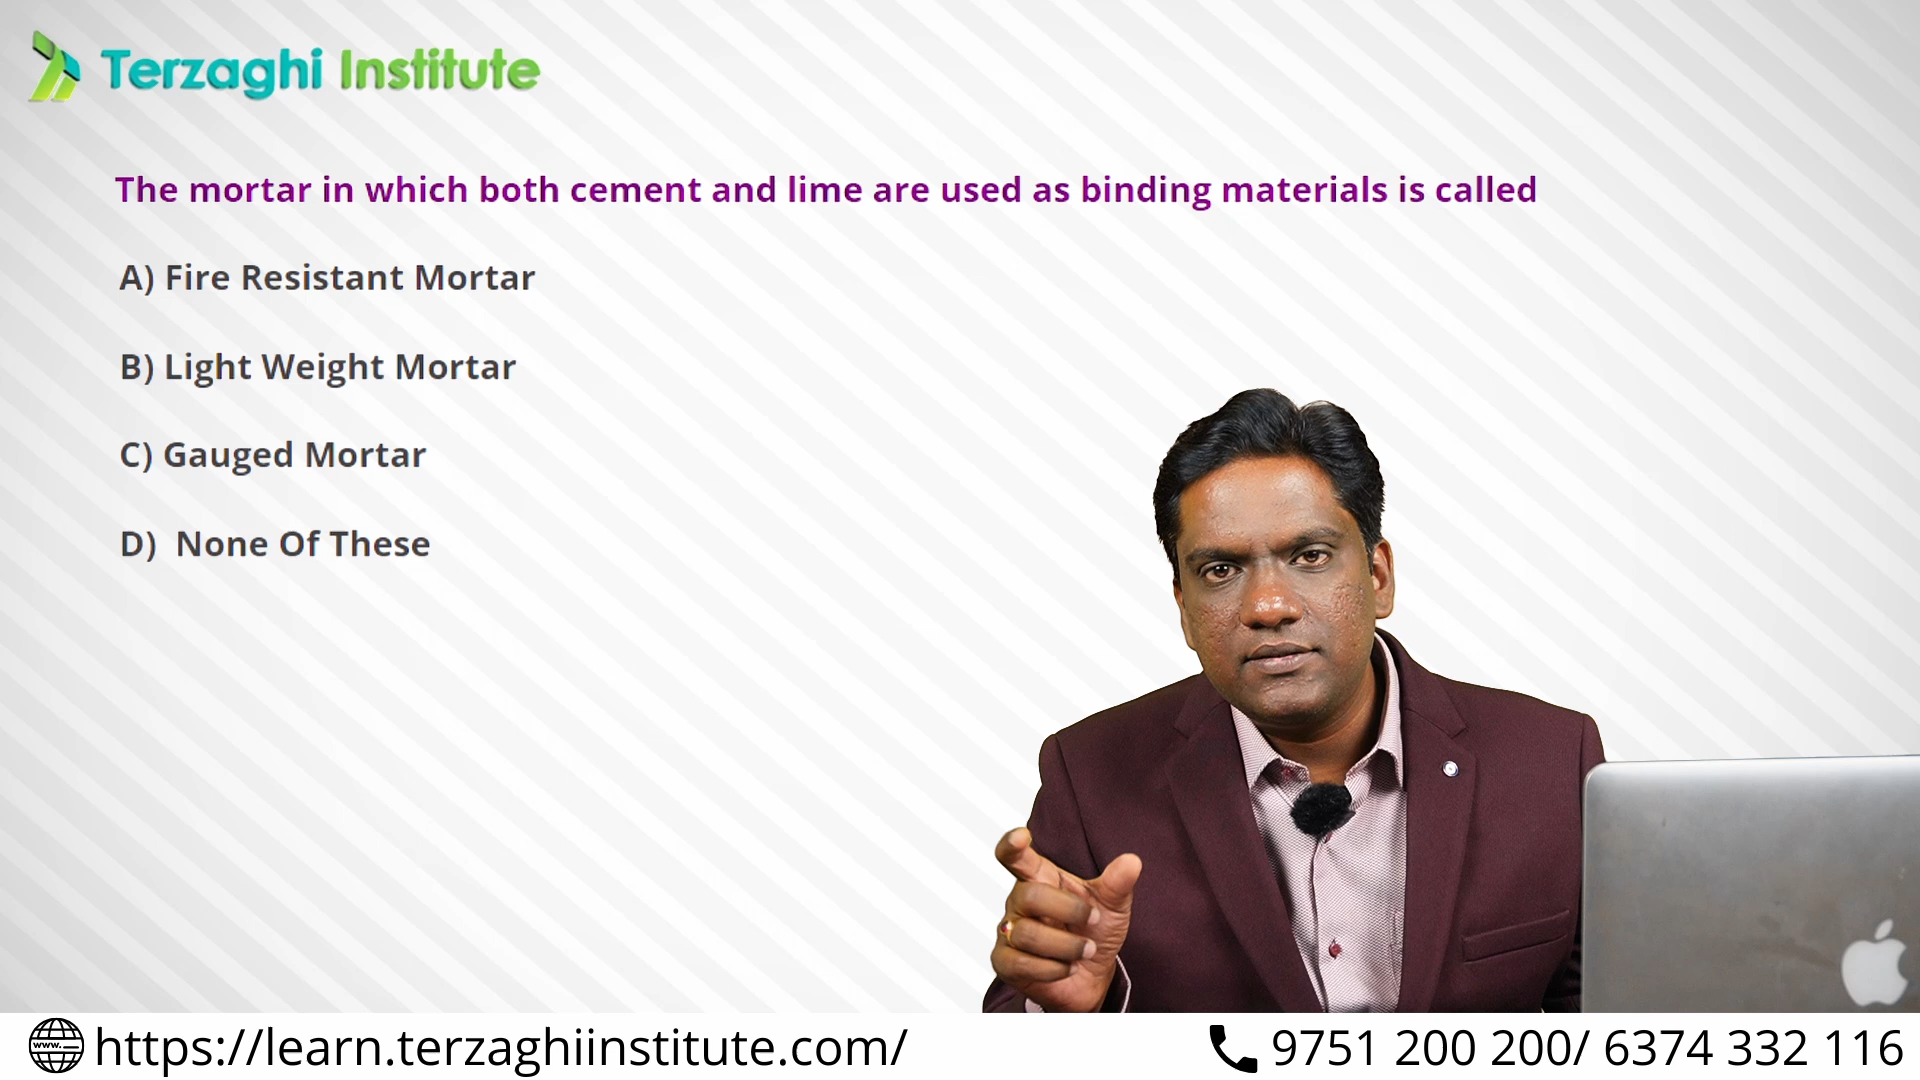 Terzaghi Institute
The mortar in which both cement and lime are used as binding materials is called
A) Fire Resistant Mortar
B) Light Weight Mortar
C) Gauged Mortar
D) None Of These
www.
https://learn.terzaghiinstitute.com/
9751 200 200/ 6374 332 116